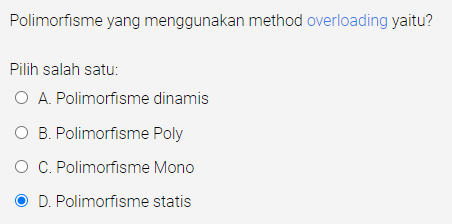 Polimorfisme yang menggunakan method overloading yaitu?
Pilih salah satu:
A. Polimorfisme dinamis
B. Polimorfisme Poly
C. Polimorfisme Mono
D. Polimorfisme statis